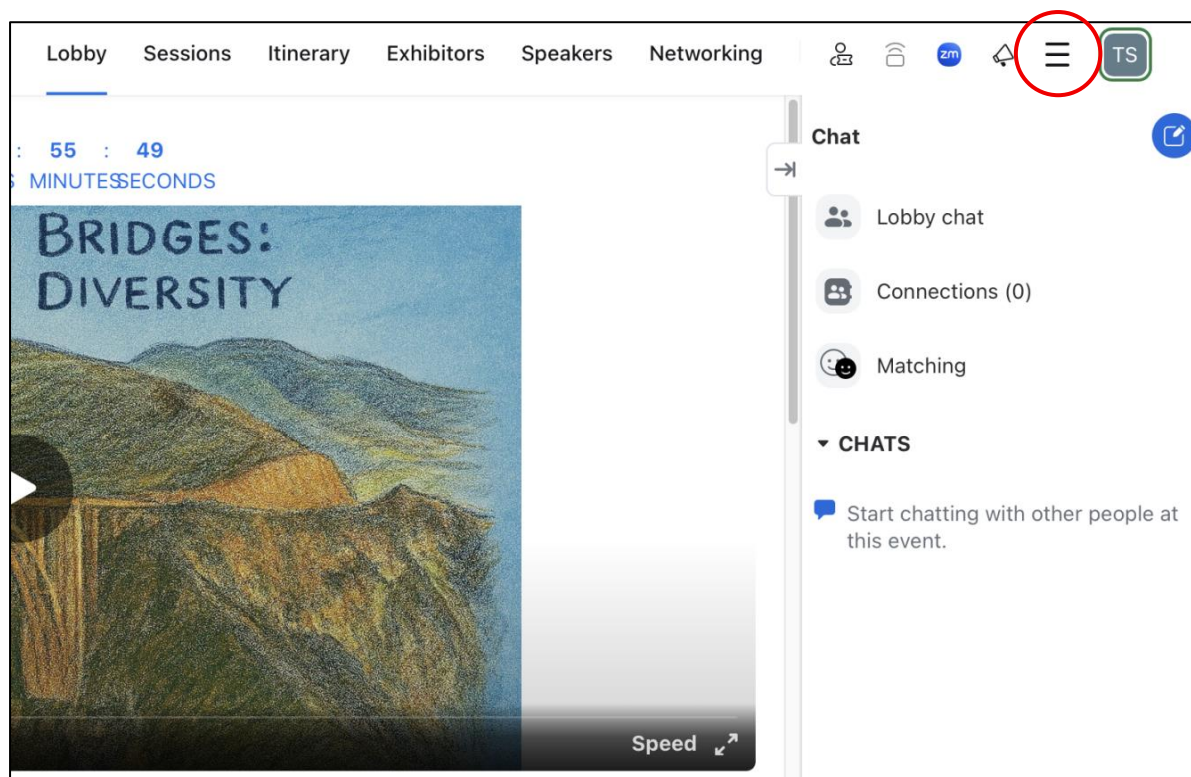 Lobby Sessions Itinerary Exhibitors Speakers Networking zm TS
: 55 : 49
S MINUTES SECONDS
BRIDGES:
DIVERSITY
Speed
Chat
Lobby chat
Connections (0)
Matching
CHATS
Start chatting with other people at
this event.